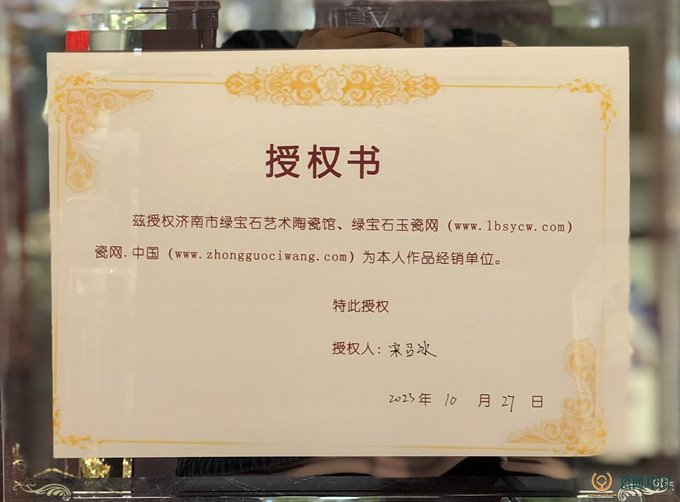 授权书
兹授权济南市绿宝石艺术陶瓷馆、绿宝石玉瓷网（www.lbsycw.com）
瓷网.中国（www.zhongguociwang.com）为本人作品经销单位。
特此授权
授权人：宋吕冰
2023年 10 月 27 日